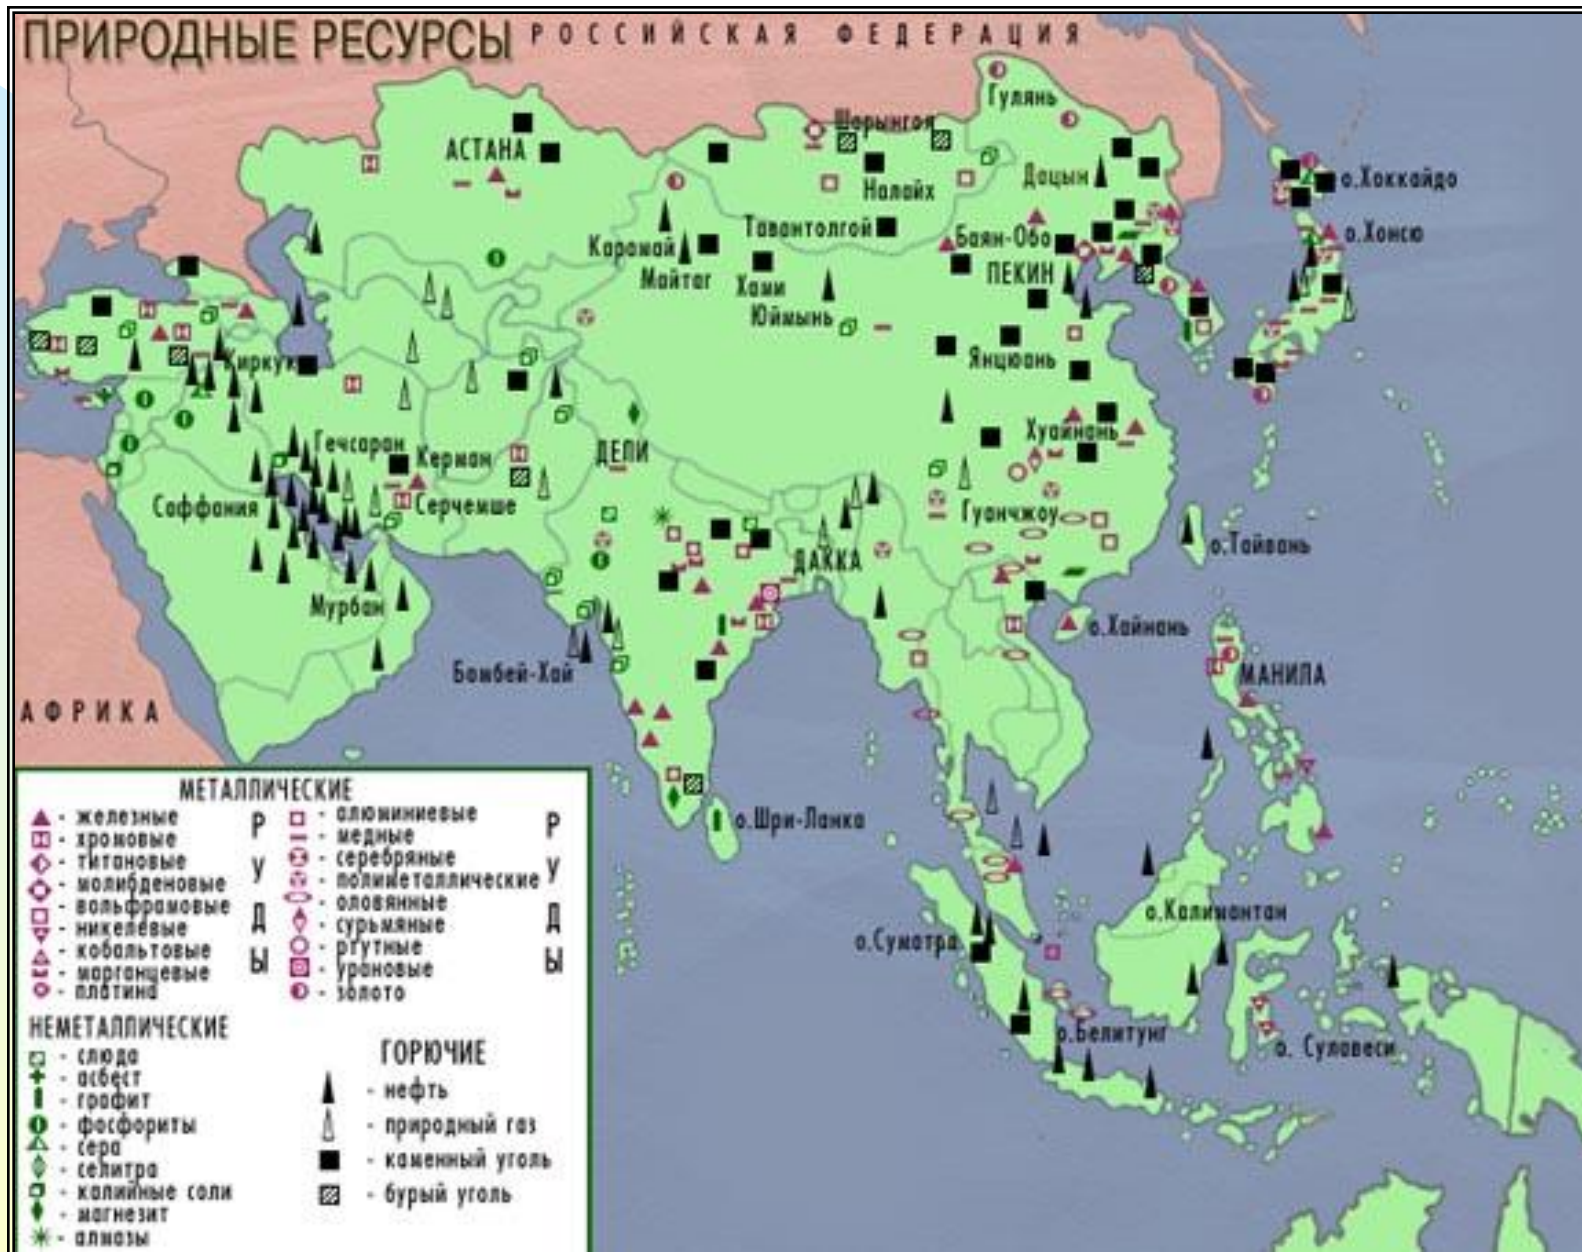 ПРИРОДНЫЕ РЕСУРСЫ
РОССИЙСКАЯ ФЕДЕРАЦИЯ
Гулянь
Шарынгол
АСТАНА
Налайх
Дацын
о.Хоккайдо
Тавантолгой
Карамай
Баян-Обо
о.Хонсю
Майтаг
Хами
ПЕКИН
Юймынь
Киркук
Янцюань
Гечсаран
Керман
ДЕЛИ
Хуайнань
Саффания
Серчемше
Гуанчжоу
о.Тайвань
ДАККА
Мурбан
о.Хайнань
Бомбей-Хай
МАНИЛА
АФРИКА
о.Шри-Ланка
о.Калимантан
о.Суматра
о.Белитунг
о. Сулавеси
МЕТАЛЛИЧЕСКИЕ
РУДЫ
- железные
- хромовые
- титановые
- молибденовые
- вольфрамовые
- никелевые
- кобальтовые
- марганцевые
- платина
РУДЫ
- алюминиевые
- медные
- серебряные
- полиметаллические
- оловянные
- сурьмяные
- ртутные
- урановые
- золото
НЕМЕТАЛЛИЧЕСКИЕ
- слюда
- асбест
- графит
- фосфориты
- сера
- селитра
- калийные соли
- магнезит
- алмазы
ГОРЮЧИЕ
- нефть
- природный газ
- каменный уголь
- бурый уголь